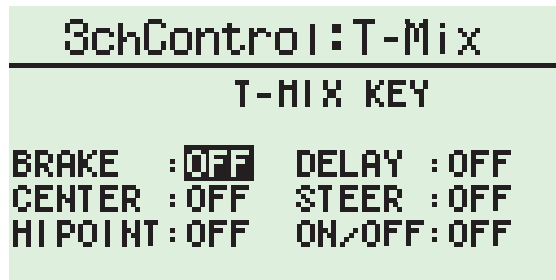 3chControl:T-Mix
T-MIX KEY
BRAKE :OFF DELAY :OFF
CENTER :OFF STEER :OFF
HIPOINT:OFF ON/OFF:OFF